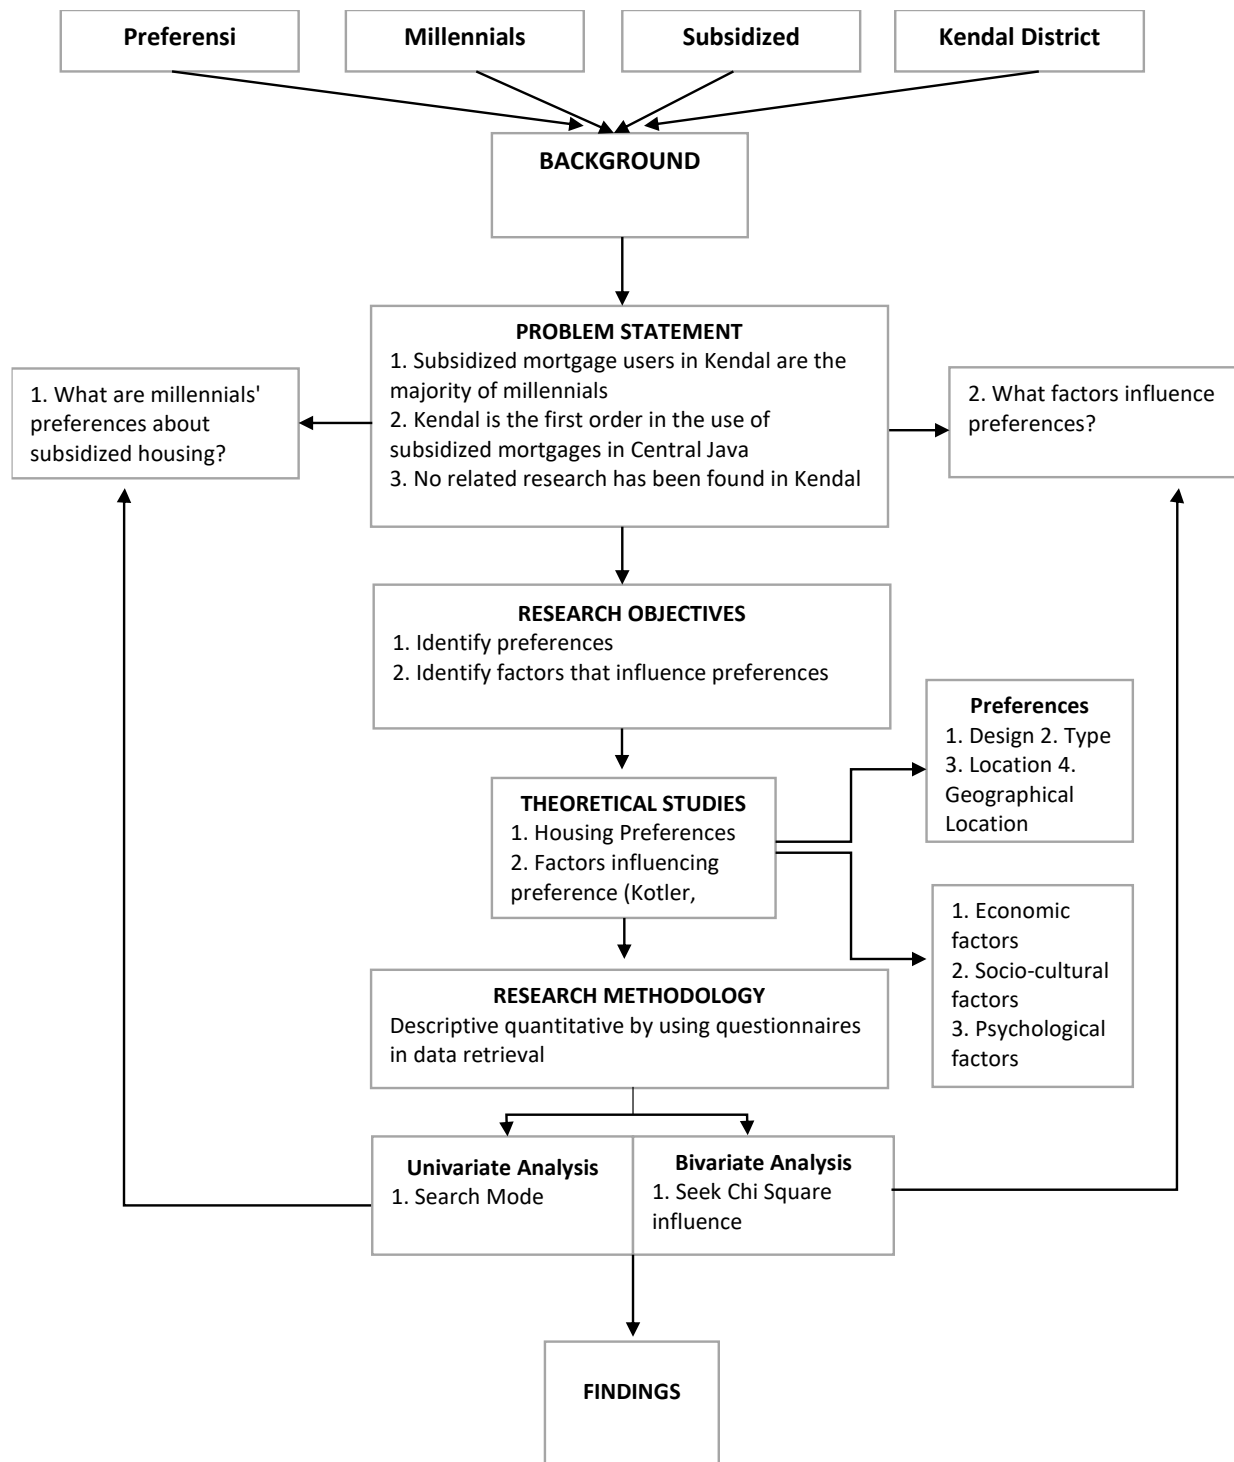 Preferensi
Millennials
Subsidized
Kendal District
BACKGROUND
PROBLEM STATEMENT
1. Subsidized mortgage users in Kendal are the
majority of millennials
2. Kendal is the first order in the use of
subsidized mortgages in Central Java
3. No related research has been found in Kendal
1. What are millennials'
preferences about
subsidized housing?
2. What factors influence
preferences?
RESEARCH OBJECTIVES
1. Identify preferences
2. Identify factors that influence preferences
Preferences
1. Design 2. Type
3. Location 4.
Geographical
Location
THEORETICAL STUDIES
1. Housing Preferences
2. Factors influencing
preference (Kotler,
1. Economic
factors
2. Socio-cultural
factors
3. Psychological
factors
RESEARCH METHODOLOGY
Descriptive quantitative by using questionnaires
in data retrieval
Univariate Analysis
1. Search Mode
Bivariate Analysis
1. Seek Chi Square
influence
FINDINGS